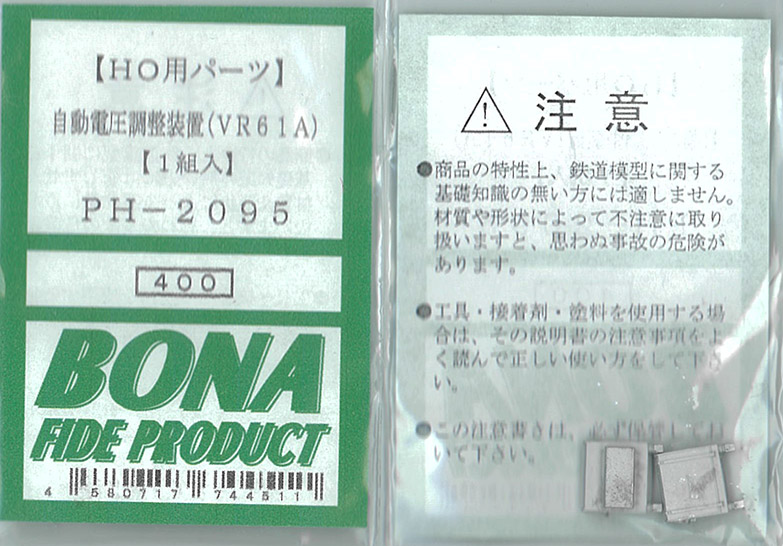 【HO用パーツ】
自動電圧調整装置(VR61A)
【1組入】
PH-2095
400
BONA
FIDE PRODUCT
4 580717 744511
注意
●商品の特性上、鉄道模型に関する
基礎知識の無い方には適しません。
材質や形状によって不注意に取り
扱いますと、思わぬ事故の危険が
あります。
●工具・接着剤・塗料を使用する場
合は、その説明書の注意事項をよ
く読んで正しい使い方をして下さ
い。
●この注意書きは、必ず保管してお
いて下さい。